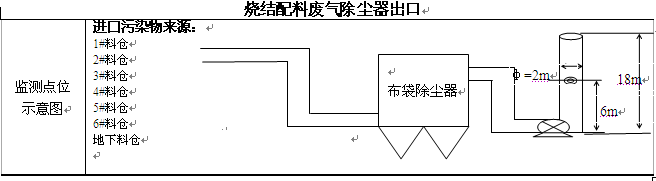 烧结配料废气除尘器出口
监测点位
示意图
进口污染物来源：
1#料仓
2#料仓
3#料仓
4#料仓
5#料仓
6#料仓
地下料仓
布袋除尘器
φ=2m
18m
6m